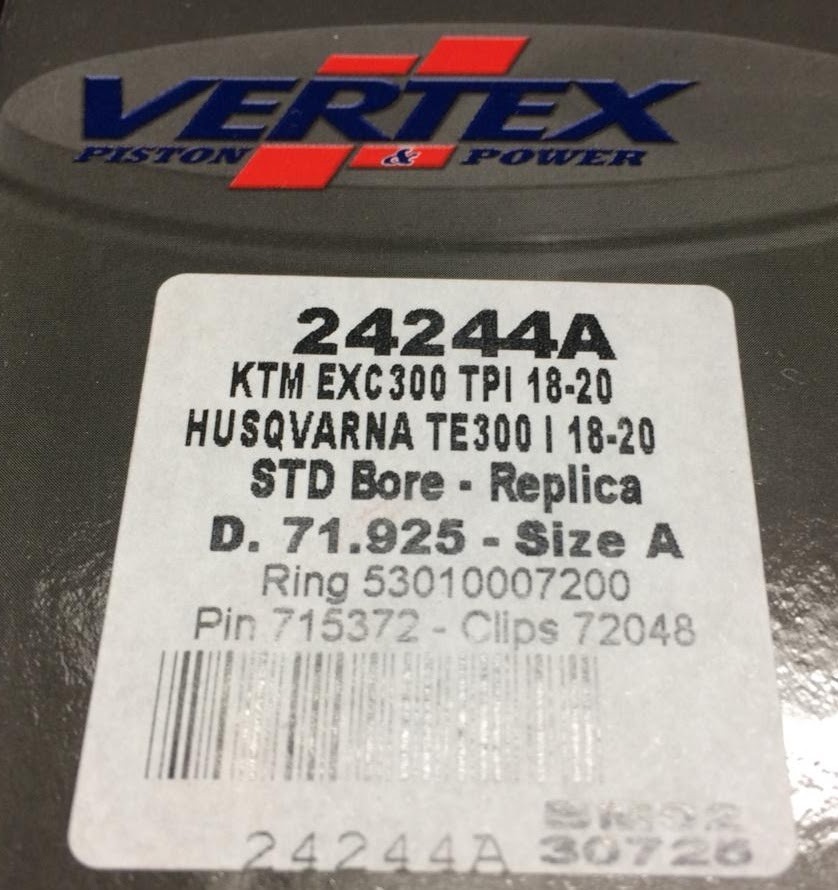 VERTEX
PISTON & POWER
24244A
KTM EXC300 TPI 18-20
HUSQVARNA TE300 I 18-20
STD Bore - Replica
D. 71.925 - Size A
Ring 53010007200
Pin 715372 - Clips 72048
24244A 30726